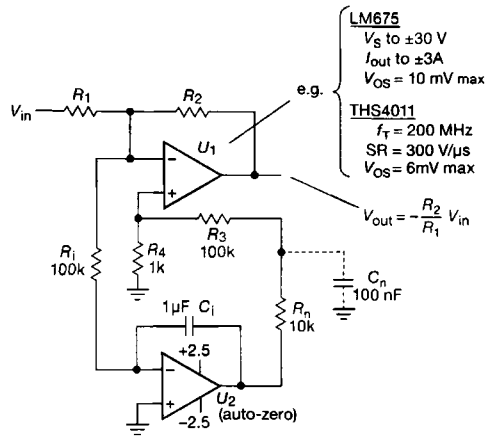 LM675
V_S to ±30 V
I_out to ±3A
V_OS = 10 mV max
THS4011
f_T = 200 MHz
SR = 300 V/μs
V_OS = 6mV max
e.g.
R_1
R_2
V_in
U_1
−
+
V_out = − R_2/R_1 V_in
R_3
100k
R_4
1k
R_i
100k
C_n
100 nF
R_n
10k
1μF C_i
+2.5
−
+
U_2
−2.5
(auto-zero)